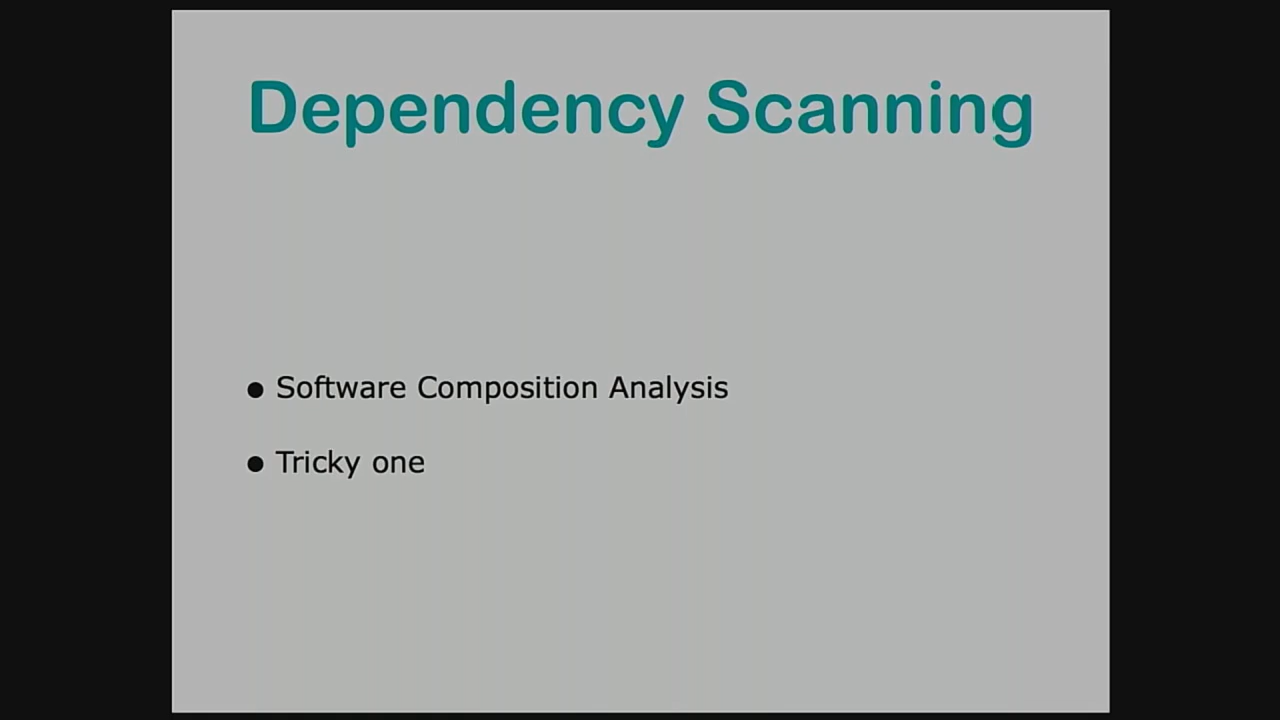 Dependency Scanning
● Software Composition Analysis
● Tricky one